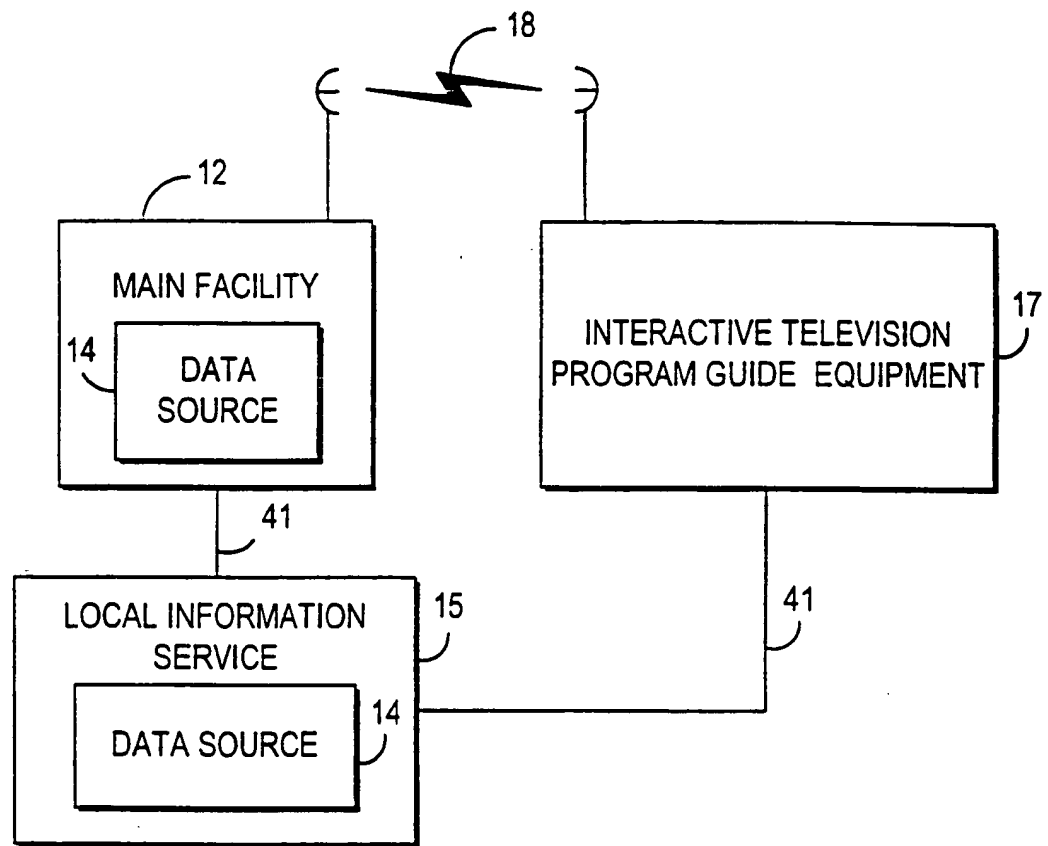 18
12
MAIN FACILITY
14
DATA
SOURCE
INTERACTIVE TELEVISION
PROGRAM GUIDE EQUIPMENT
17
41
LOCAL INFORMATION
SERVICE
15
41
DATA SOURCE
14